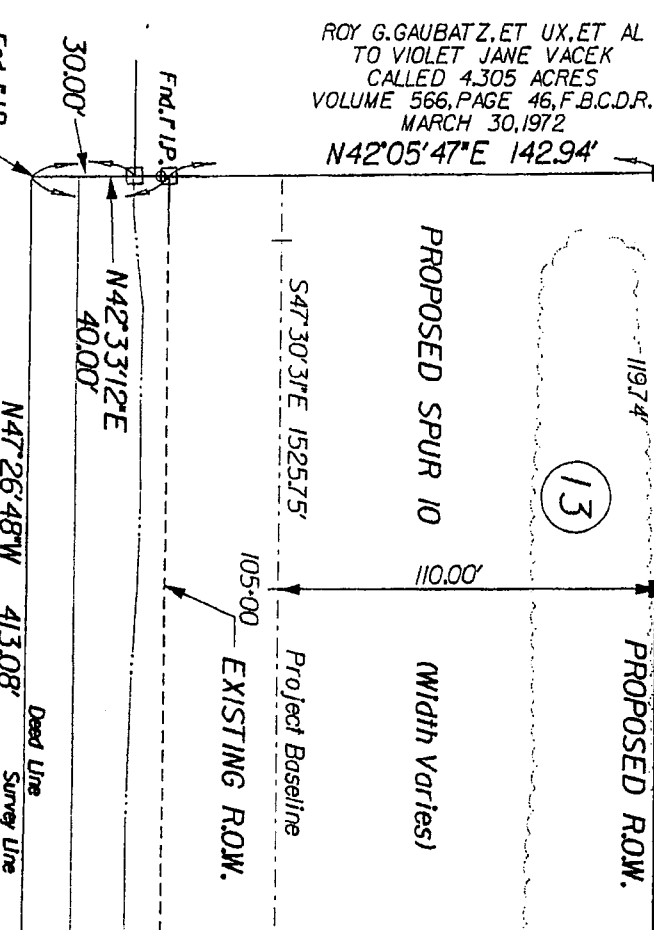 ROY G.GAUBATZ,ET UX,ET AL
TO VIOLET JANE VACEK
CALLED 4.305 ACRES
VOLUME 566,PAGE 46,F.B.C.D.R.
MARCH 30,1972
N42°05'47"E 142.94'
30.00'
Fnd.F.I.P.
N42°33'12"E
40.00'
119.74'
13
PROPOSED R.O.W.
PROPOSED SPUR 10
(Width Varies)
110.00'
S47°30'31"E 1525.75'
105+00
Project Baseline
EXISTING R.O.W.
N47°26'48"W 413.08'
Deed Line
Survey Line